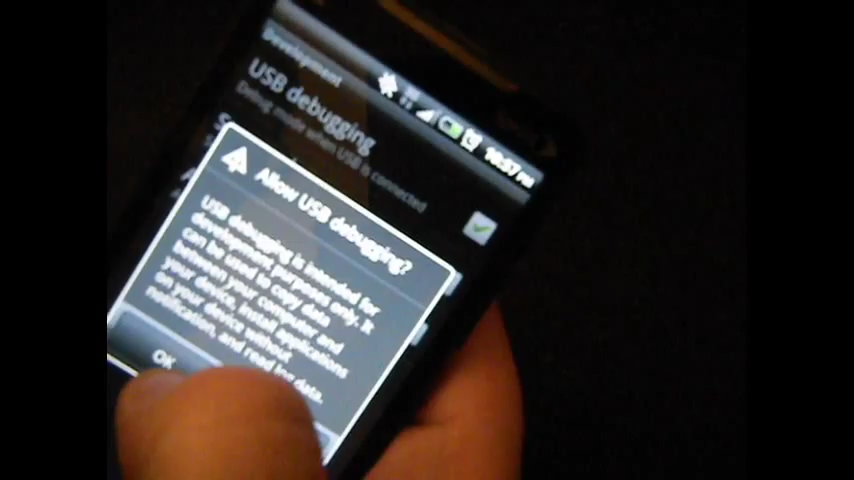 10:57 PM
Development
USB debugging
Debug mode when USB is connected
Allow USB debugging?
USB debugging is intended for
development purposes only. It
can be used to copy data
between your computer and
your device, install applications
on your device without
notification, and read log data.
OK